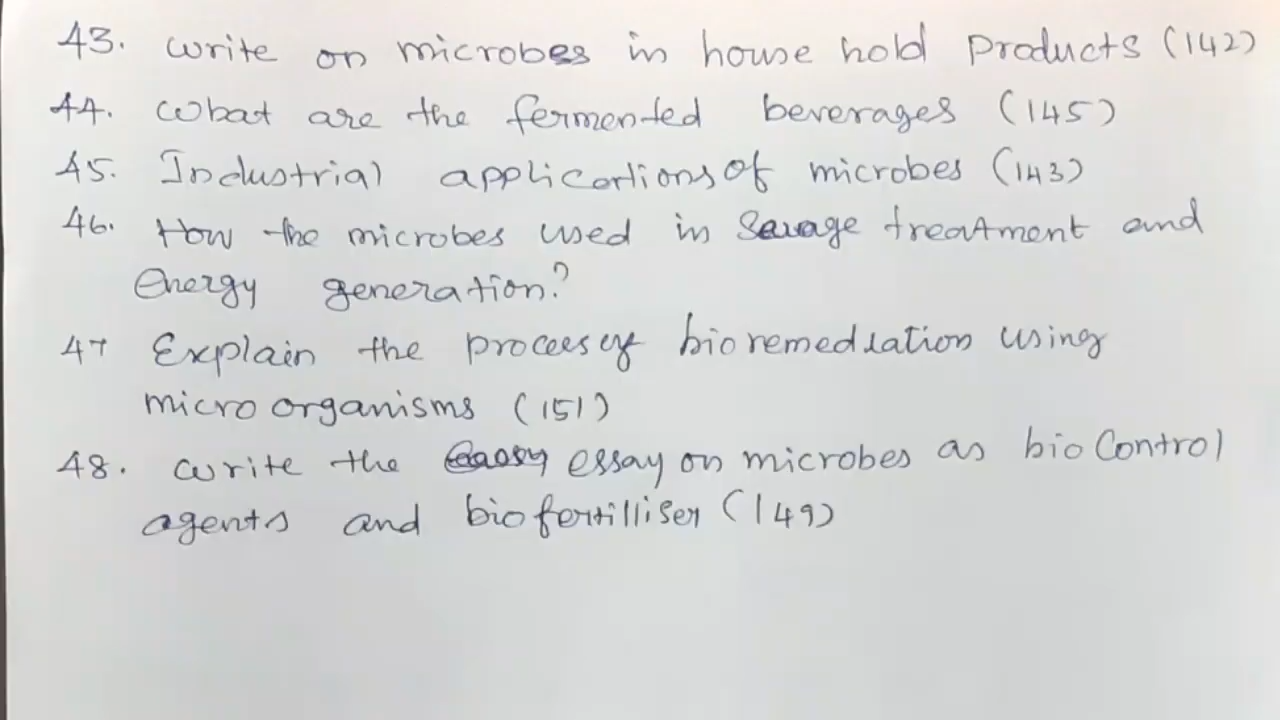 43. write on microbes in house hold products (142)
44. What are the fermented beverages (145)
45. Industrial applications of microbes (143)
46. How the microbes used in Sewage treatment and
energy generation?
47 Explain the process of bioremediation using
micro organisms (151)
48. write the essay on microbes as bio control
agents and biofertilliser (149)